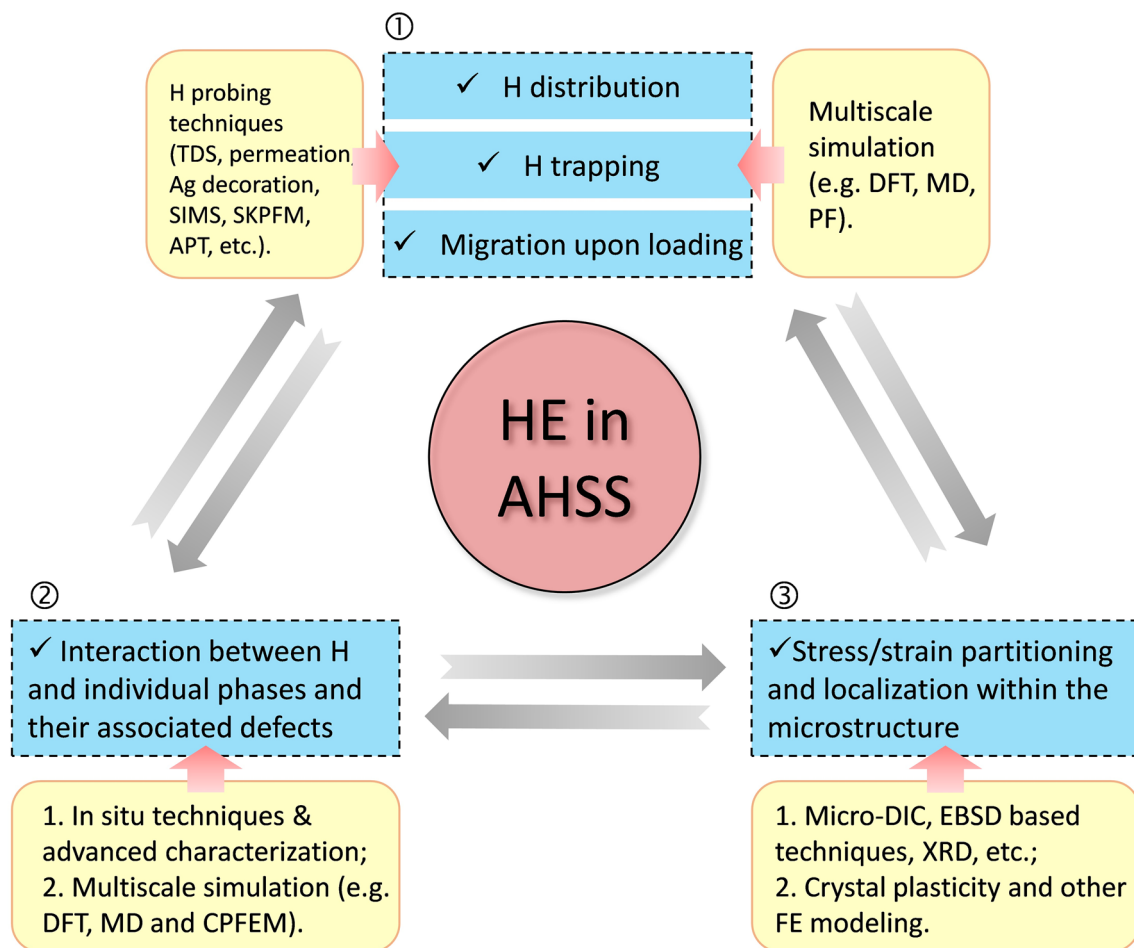 ①
H probing
techniques
(TDS, permeation,
Ag decoration,
SIMS, SKPFM,
APT, etc.).
✓ H distribution
✓ H trapping
✓ Migration upon loading
Multiscale
simulation
(e.g. DFT, MD,
PF).
HE in
AHSS
②
✓ Interaction between H
and individual phases and
their associated defects
1. In situ techniques &
advanced characterization;
2. Multiscale simulation (e.g.
DFT, MD and CPFEM).
③
✓Stress/strain partitioning
and localization within the
microstructure
1. Micro-DIC, EBSD based
techniques, XRD, etc.;
2. Crystal plasticity and other
FE modeling.